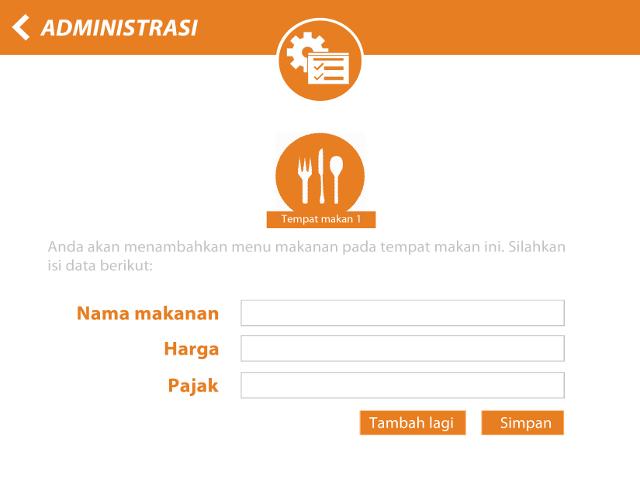 ADMINISTRASI
Tempat makan 1
Anda akan menambahkan menu makanan pada tempat makan ini. Silahkan
isi data berikut:
Nama makanan
Harga
Pajak
Tambah lagi
Simpan